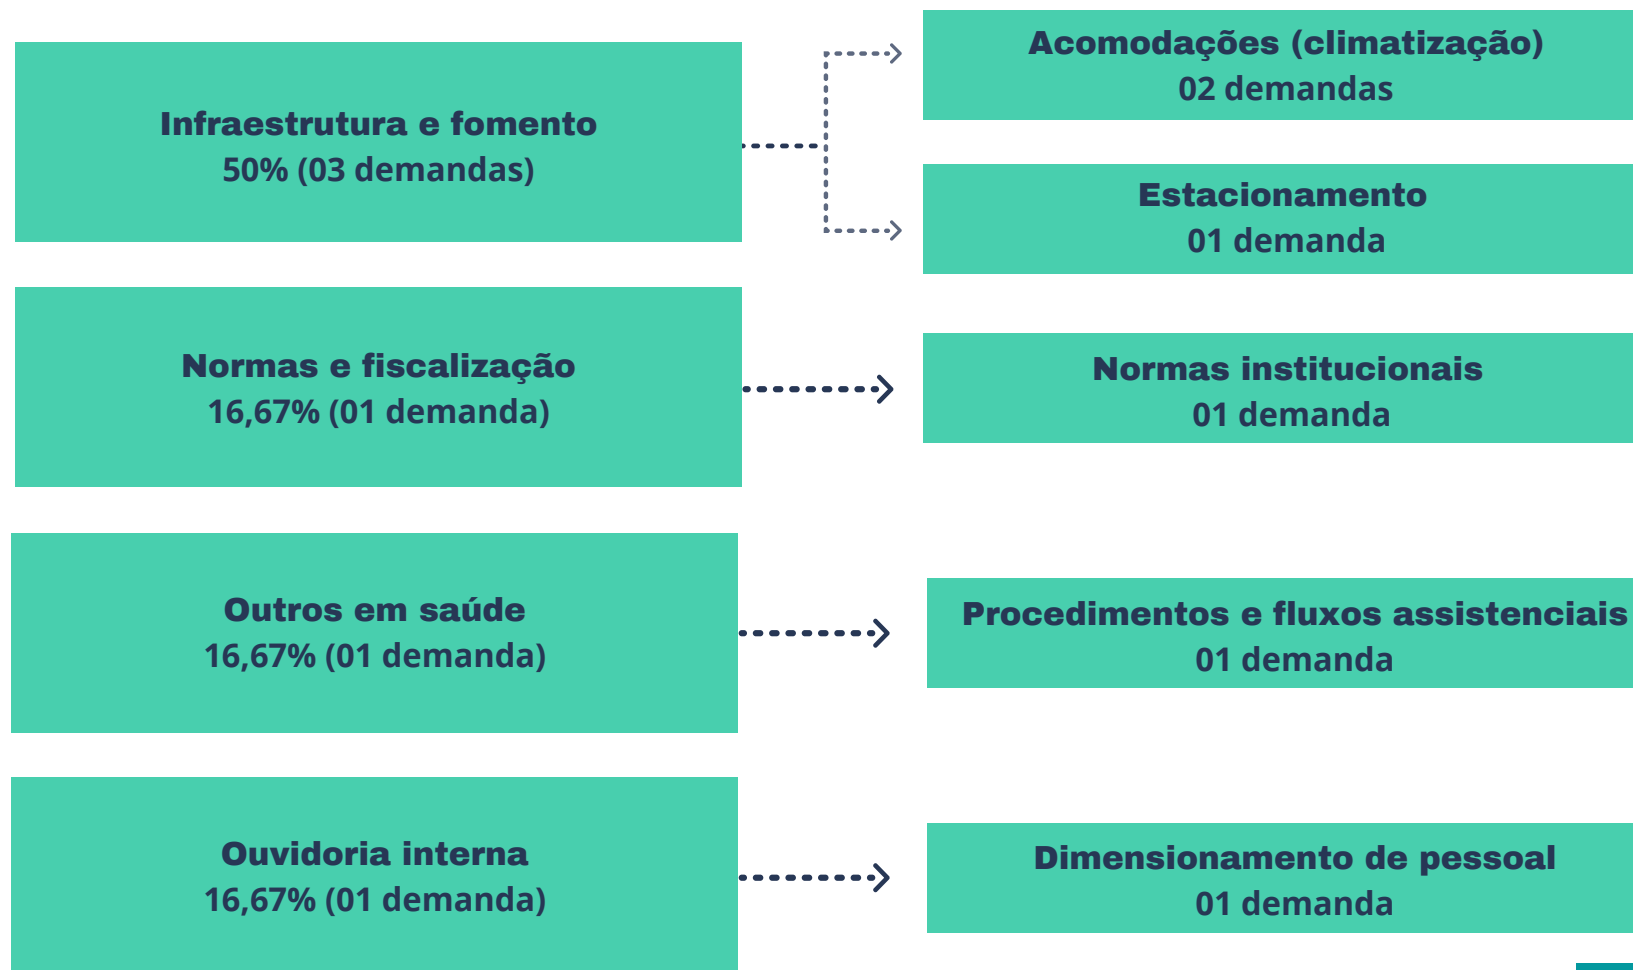 Infraestrutura e fomento
50% (03 demandas)
Acomodações (climatização)
02 demandas
Estacionamento
01 demanda
Normas e fiscalização
16,67% (01 demanda)
Normas institucionais
01 demanda
Outros em saúde
16,67% (01 demanda)
Procedimentos e fluxos assistenciais
01 demanda
Ouvidoria interna
16,67% (01 demanda)
Dimensionamento de pessoal
01 demanda